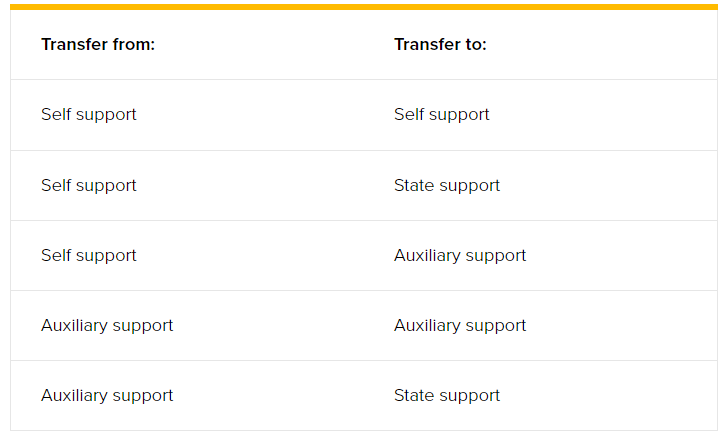 Transfer from: Transfer to:
Self support Self support
Self support State support
Self support Auxiliary support
Auxiliary support Auxiliary support
Auxiliary support State support